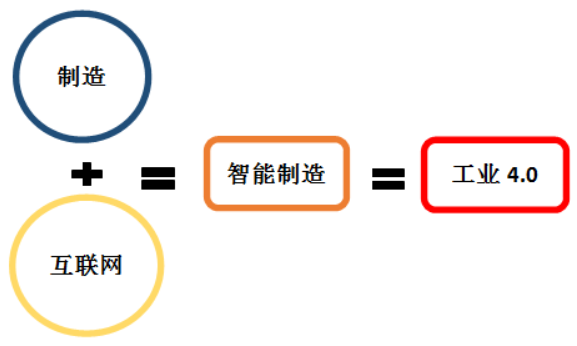 制造
+
=
智能制造
=
工业 4.0
互联网